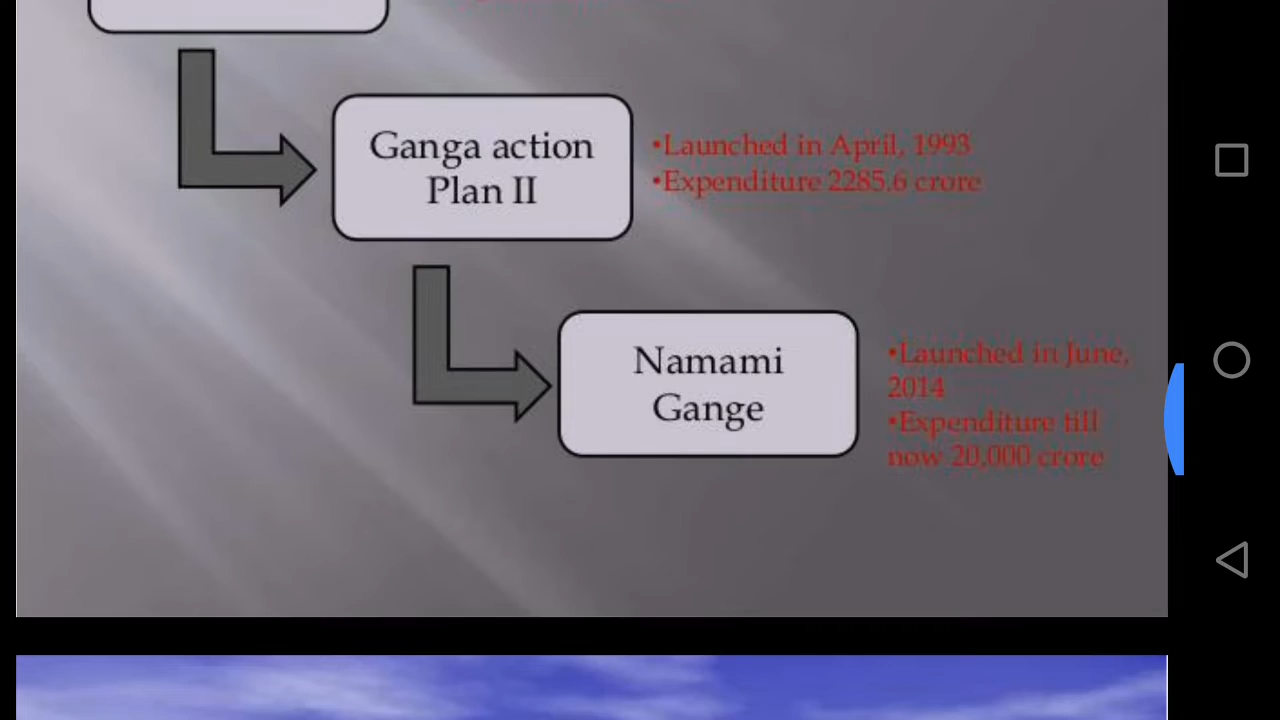 Ganga action
Plan II
•Launched in April, 1993
•Expenditure 2285.6 crore
Namami
Gange
•Launched in June,
2014
•Expenditure till
now 20,000 crore